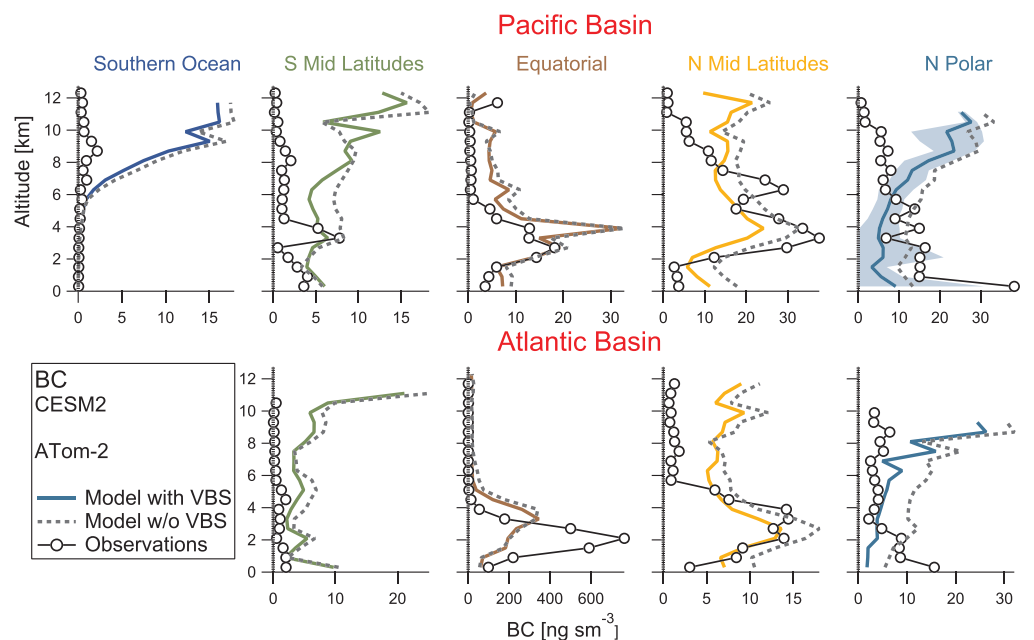 Pacific Basin
Southern Ocean S Mid Latitudes Equatorial N Mid Latitudes N Polar
Altitude [km]
12
10
8
6
4
2
0
0 5 10 15 0 5 10 15 0 10 20 30 0 10 20 30 0 10 20 30
Atlantic Basin
BC
CESM2
ATom-2
Model with VBS
Model w/o VBS
Observations
12
10
8
6
4
2
0
0 10 20 0 200 400 600 0 5 10 15 0 10 20 30
BC [ng sm⁻³]